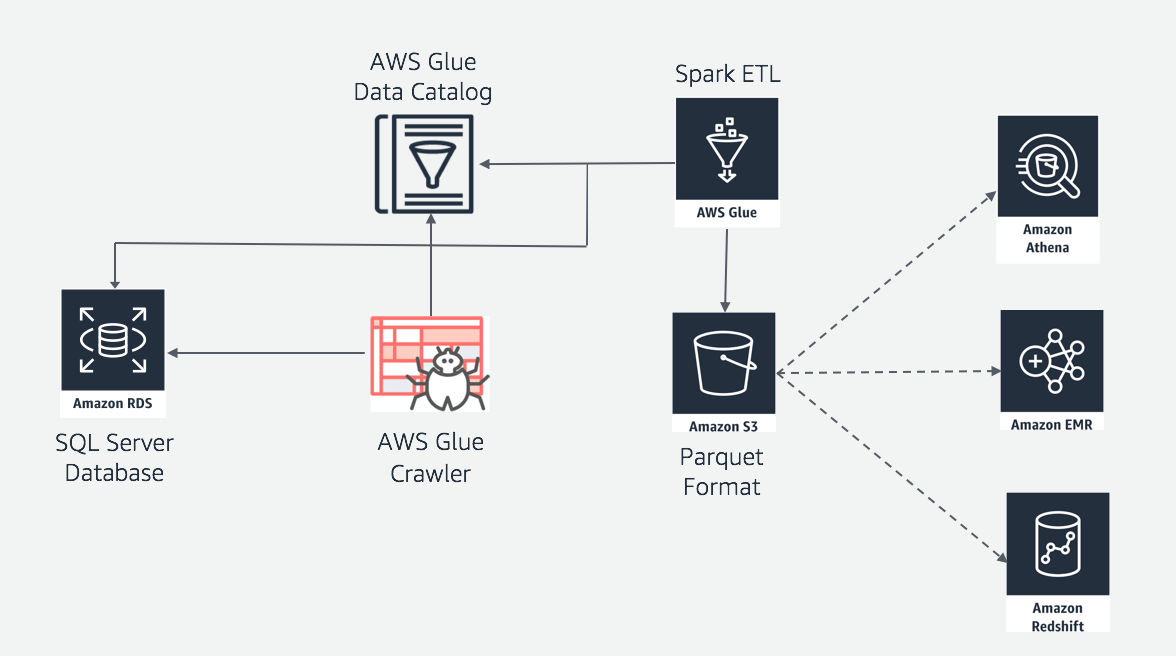 AWS Glue
Data Catalog
Spark ETL
AWS Glue
Amazon
Athena
Amazon RDS
SQL Server
Database
AWS Glue
Crawler
Amazon S3
Parquet
Format
Amazon EMR
Amazon
Redshift